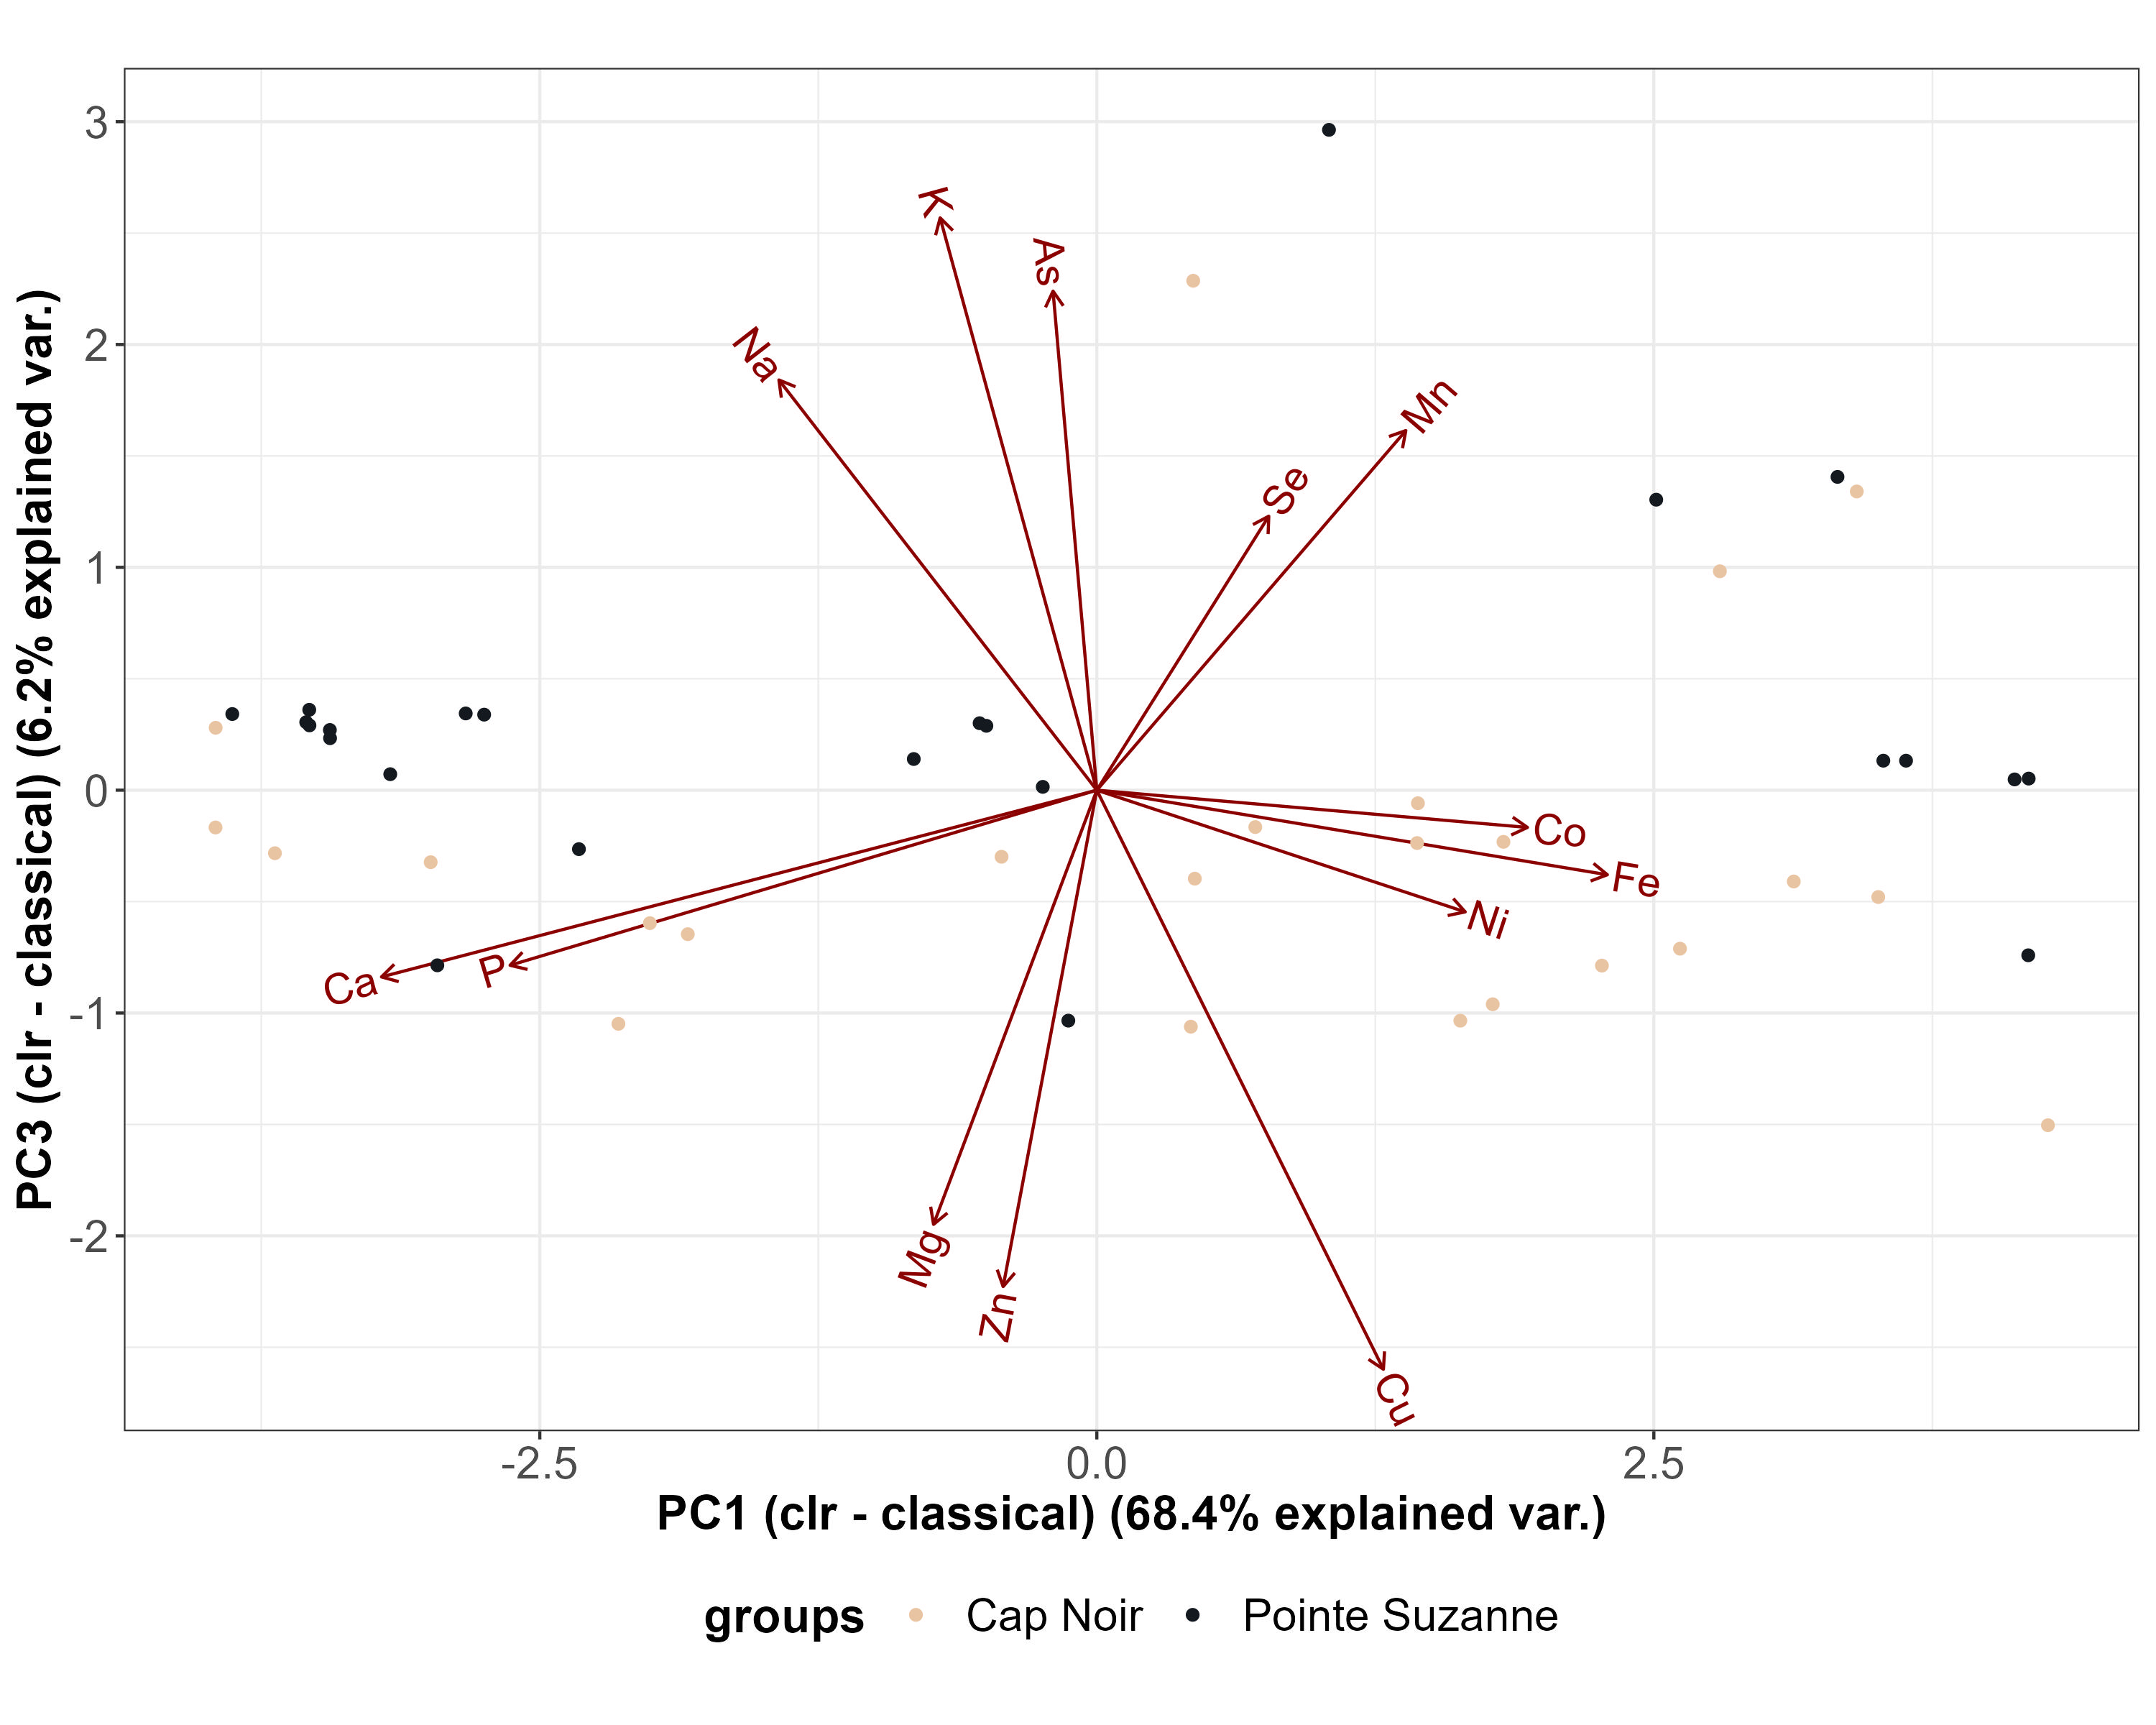 PC3 (clr - classical) (6.2% explained var.)
3
2
1
0
-1
-2
K
As
Na
Mn
Se
Co
Fe
Ni
Ca
P
Mg
Zn
Cu
-2.5
0.0
2.5
PC1 (clr - classical) (68.4% explained var.)
groups Cap Noir Pointe Suzanne